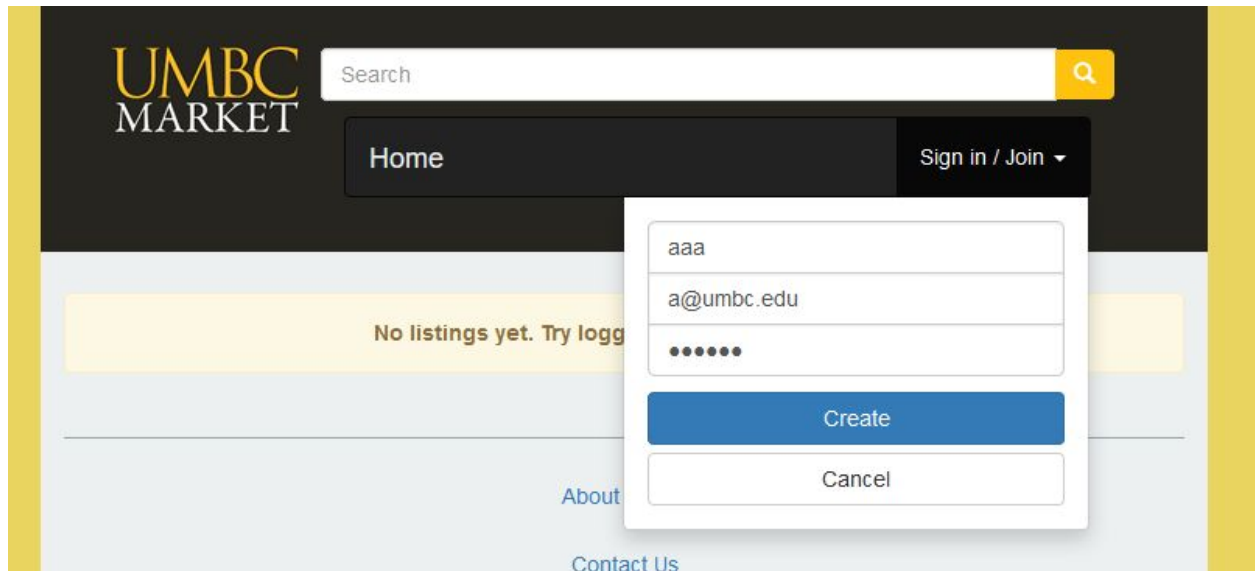 UMBC
MARKET
Search
Home
Sign in / Join
aaa
a@umbc.edu
••••••
No listings yet. Try logg
Create
Cancel
About
Contact Us